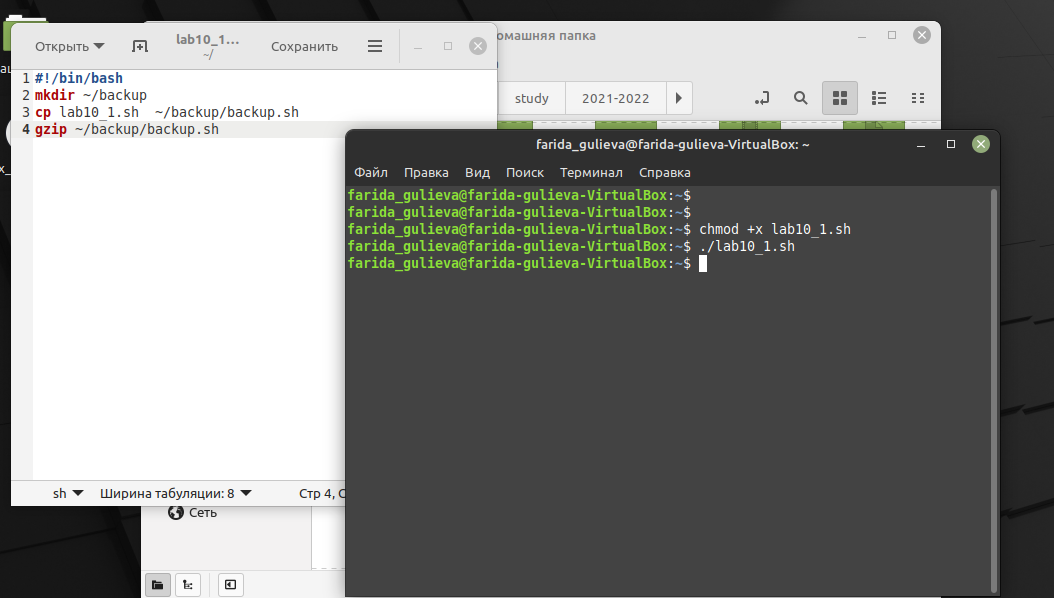 Открыть
lab10_1...
~/
Сохранить
1 #!/bin/bash
2 mkdir ~/backup
3 cp lab10_1.sh  ~/backup/backup.sh
4 gzip ~/backup/backup.sh
sh
Ширина табуляции: 8
Стр 4,
омашняя папка
study
2021-2022
Сеть
farida_gulieva@farida-gulieva-VirtualBox: ~
Файл Правка Вид Поиск Терминал Справка
farida_gulieva@farida-gulieva-VirtualBox:~$
farida_gulieva@farida-gulieva-VirtualBox:~$
farida_gulieva@farida-gulieva-VirtualBox:~$ chmod +x lab10_1.sh
farida_gulieva@farida-gulieva-VirtualBox:~$ ./lab10_1.sh
farida_gulieva@farida-gulieva-VirtualBox:~$